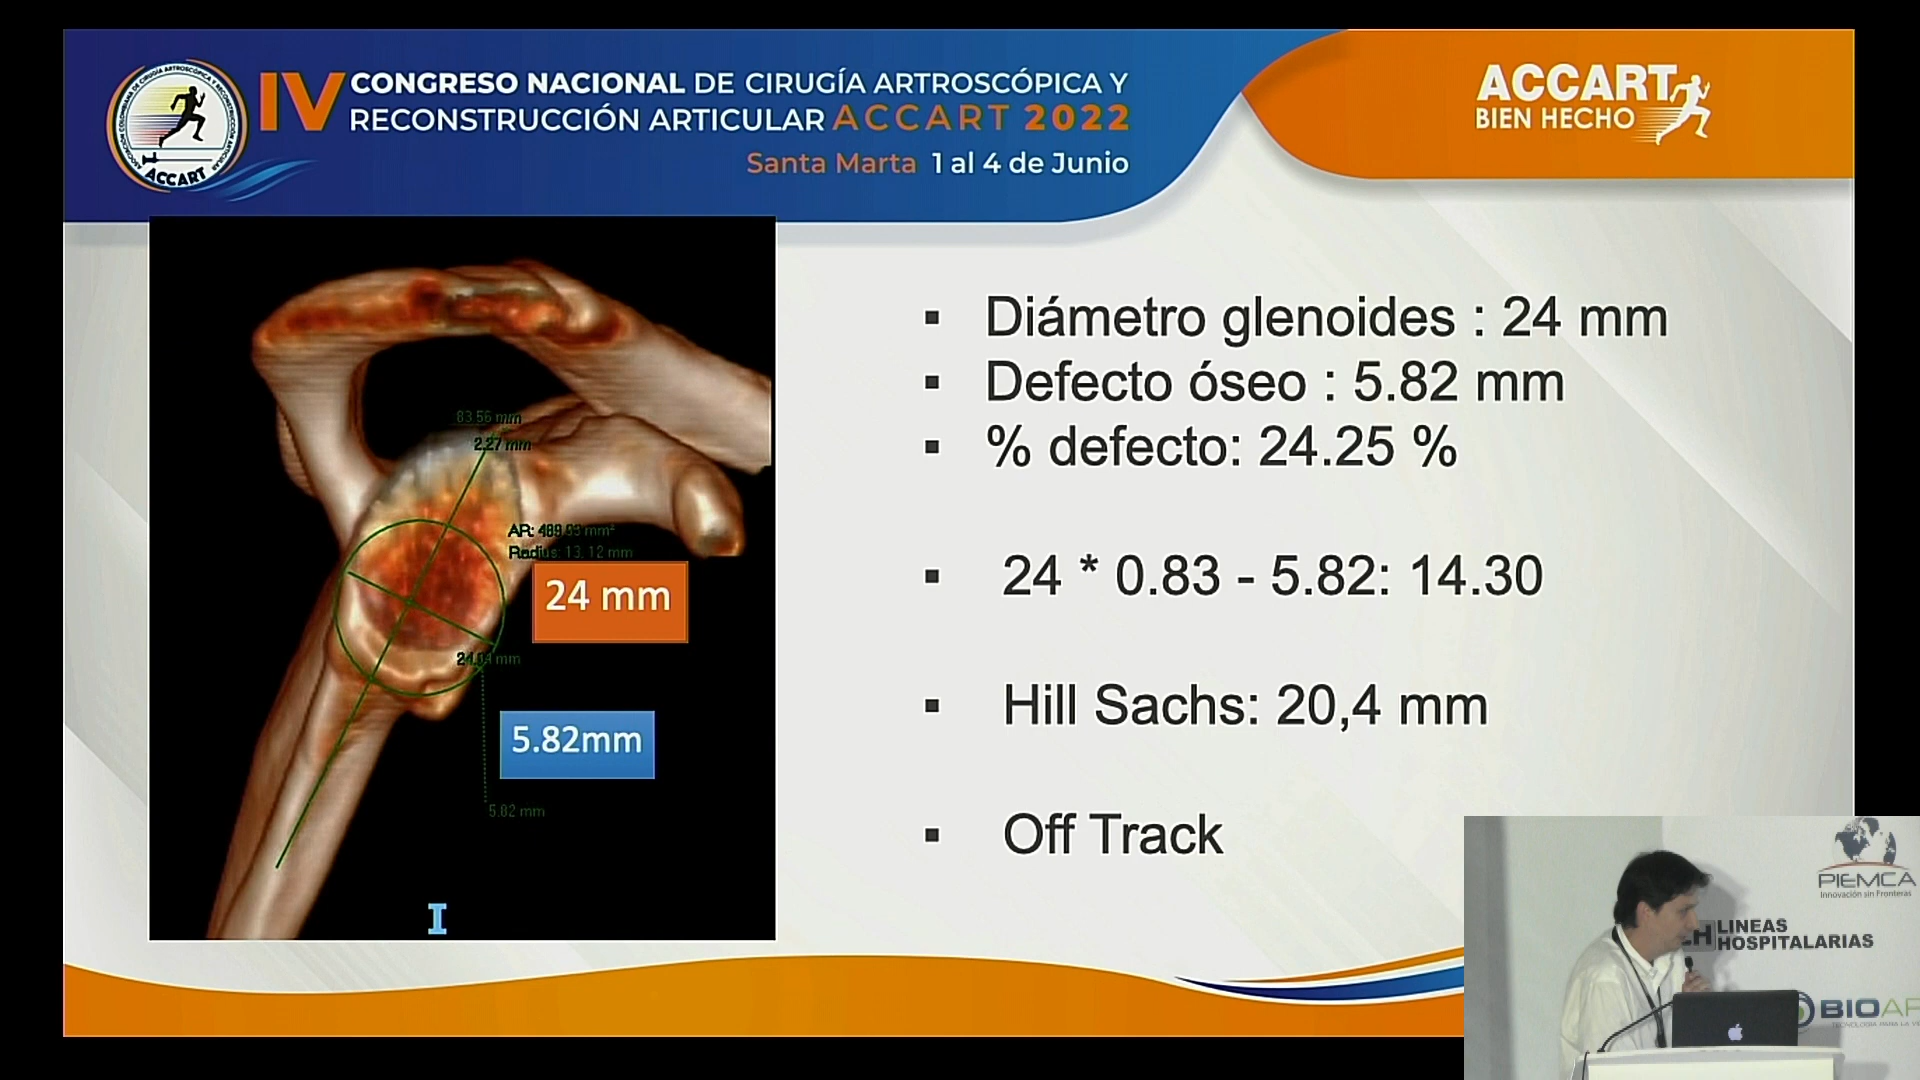 IV CONGRESO NACIONAL DE CIRUGÍA ARTROSCÓPICA Y
RECONSTRUCCIÓN ARTICULAR ACCART 2022
Santa Marta 1 al 4 de Junio
ACCART
ACCART
BIEN HECHO
83.56 mm
2.27 mm
Radius: 13, 12 mm
24 mm
5.82mm
5.82 mm
I
▪ Diámetro glenoides : 24 mm
▪ Defecto óseo : 5.82 mm
▪ % defecto: 24.25 %
▪ 24 * 0.83 - 5.82: 14.30
▪ Hill Sachs: 20,4 mm
▪ Off Track
PIEMCA
Innovación sin Fronteras
LINEAS
HOSPITALARIAS